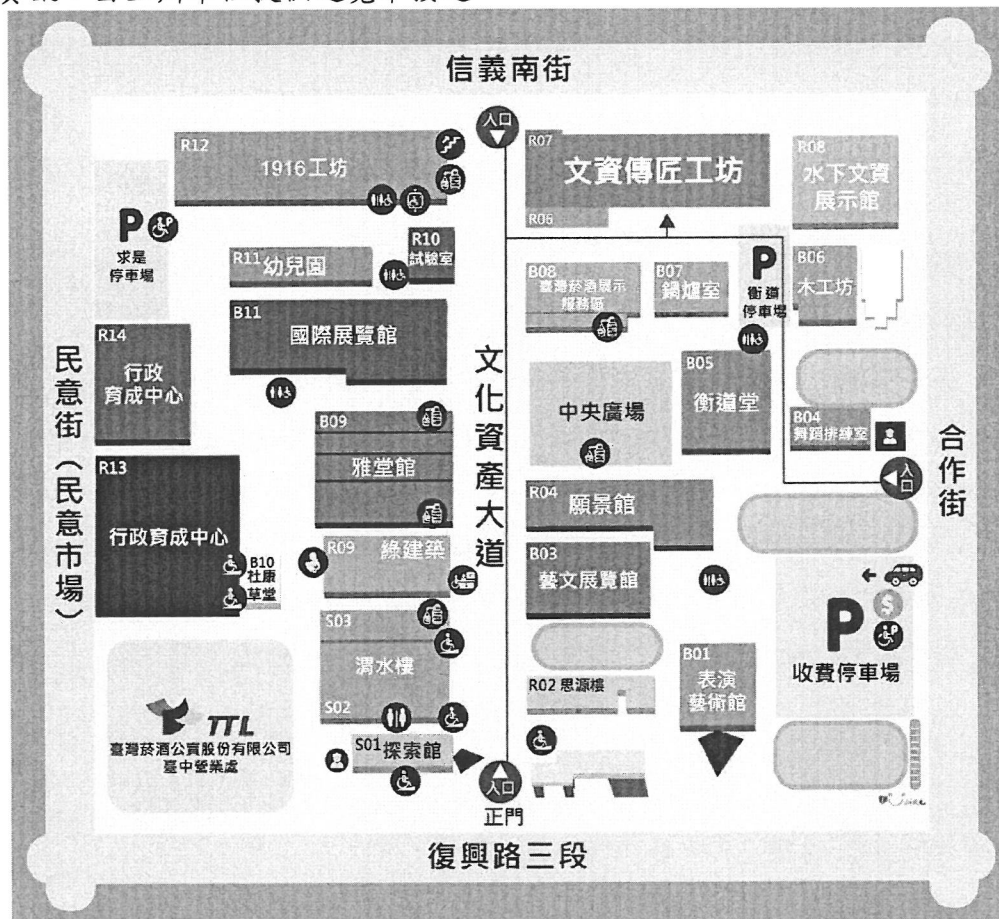 信義南街
入口
R12
1916工坊
R07
文資傳匠工坊
R06
R08
水下文資
展示館
P
求是
停車場
R11 幼兒園
R10
試驗室
B08
臺灣菸酒展示
服務區
B07
鍋爐室
P
衡道
停車場
B06
木工坊
B11
國際展覽館
R14
行政
育成中心
民意街（民意市場）
文化資產大道
中央廣場
B05
衡道堂
B04
舞蹈排練室
合作街
入口
B09
雅堂館
R13
行政育成中心
R04 願景館
B03
藝文展覽館
R09 綠建築
B10
杜康
草堂
P
收費停車場
S03
渭水樓
S02
B01
表演
藝術館
R02 思源樓
TTL
臺灣菸酒公賣股份有限公司
臺中營業處
S01 探索館
入口
正門
復興路三段